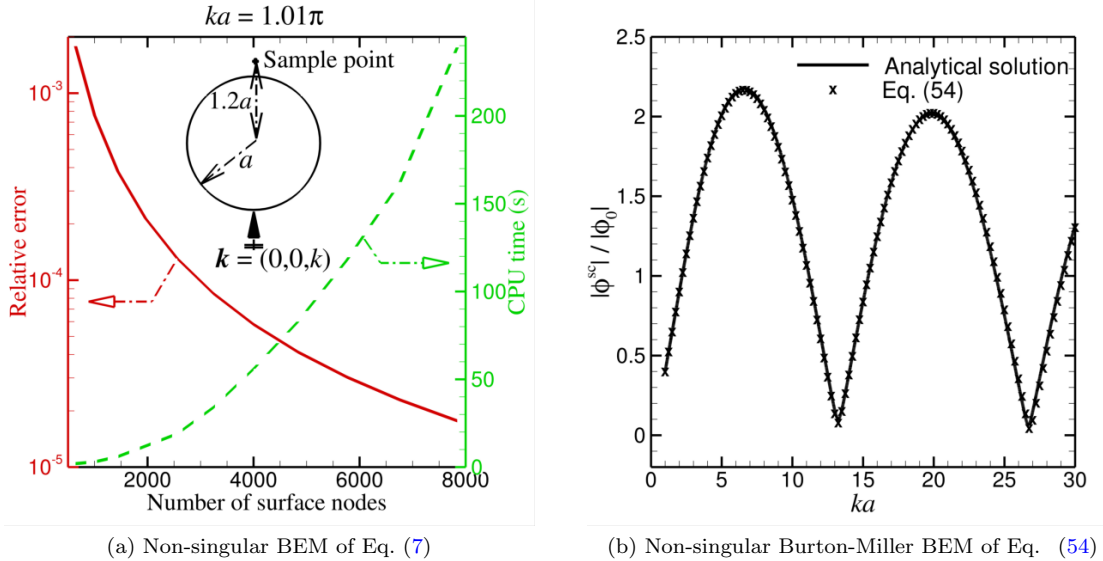 ka = 1.01π
Sample point
1.2a
a
k = (0,0,k)
Relative error
10⁻³
10⁻⁴
10⁻⁵
CPU time (s)
200
150
100
50
0
2000 4000 6000 8000
Number of surface nodes
(a) Non-singular BEM of Eq. (7)
Analytical solution
Eq. (54)
|ϕˢᶜ| / |ϕ₀|
2.5
2
1.5
1
0.5
0
0 5 10 15 20 25 30
ka
(b) Non-singular Burton-Miller BEM of Eq. (54)